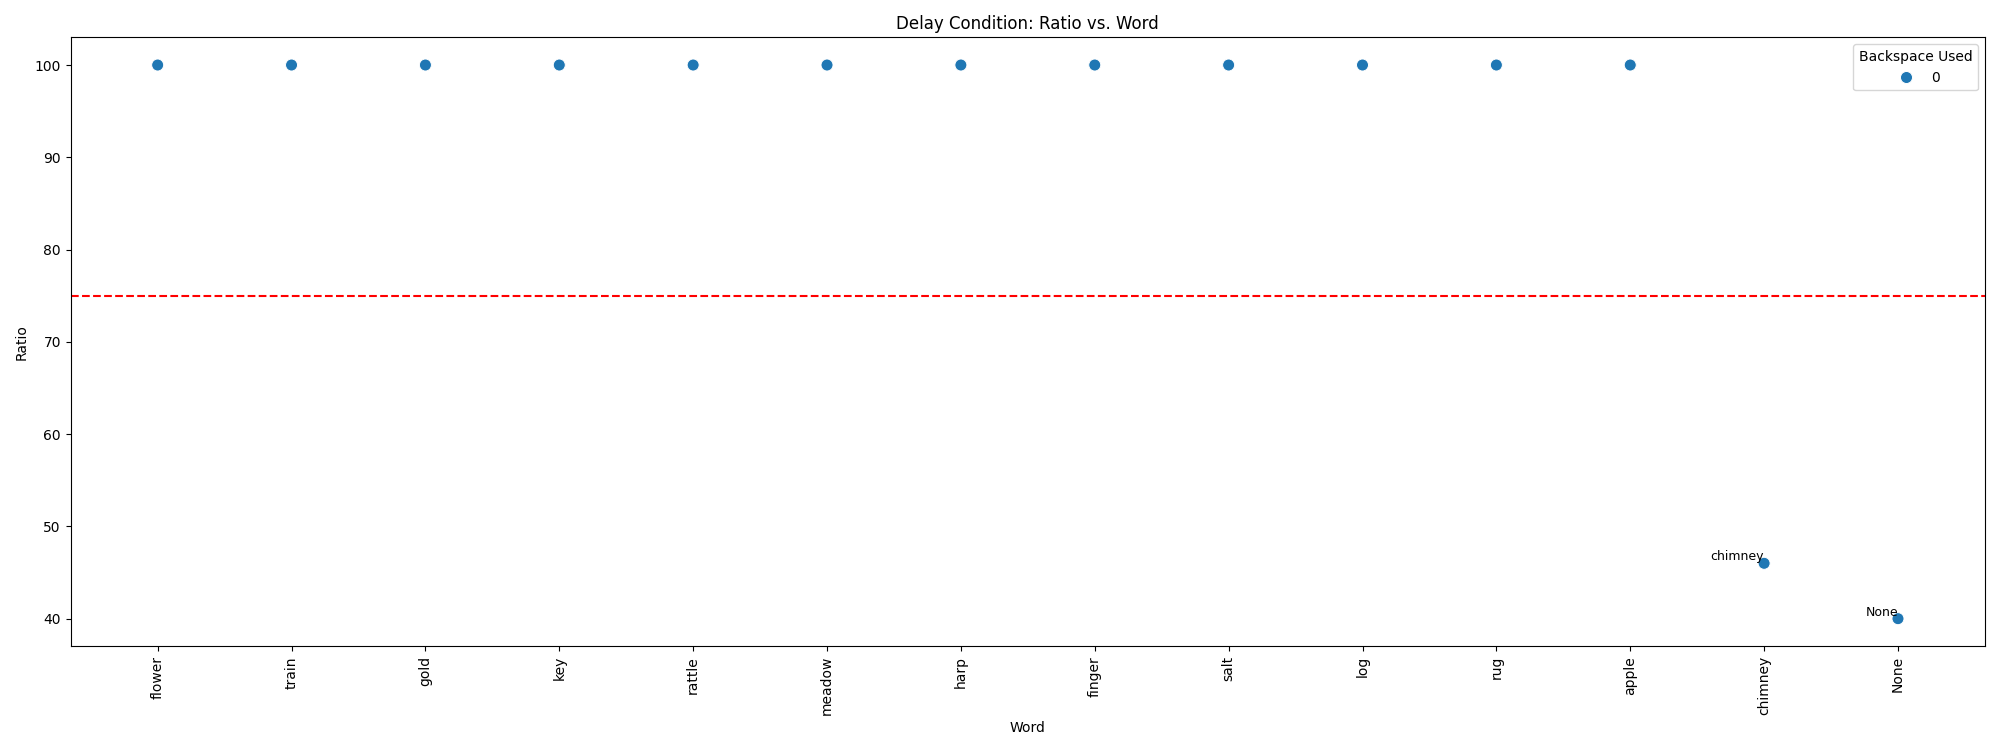 Delay Condition: Ratio vs. Word
Backspace Used
0
100
90
80
70
60
50
40
Ratio
chimney
None
flower
train
gold
key
rattle
meadow
harp
finger
salt
log
rug
apple
chimney
None
Word